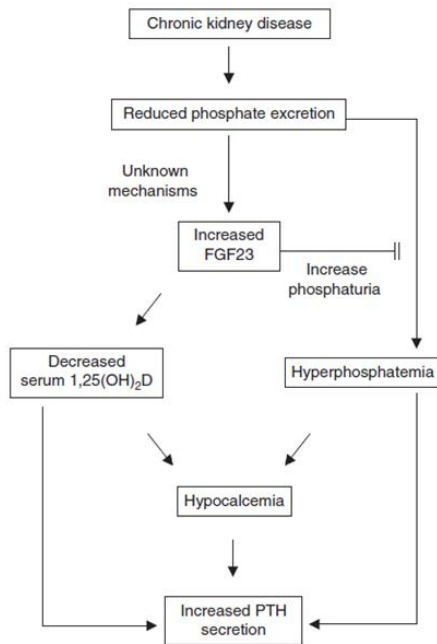 Chronic kidney disease
Reduced phosphate excretion
Unknown
mechanisms
Increased
FGF23
Increase
phosphaturia
Decreased
serum 1,25(OH)₂D
Hyperphosphatemia
Hypocalcemia
Increased PTH
secretion